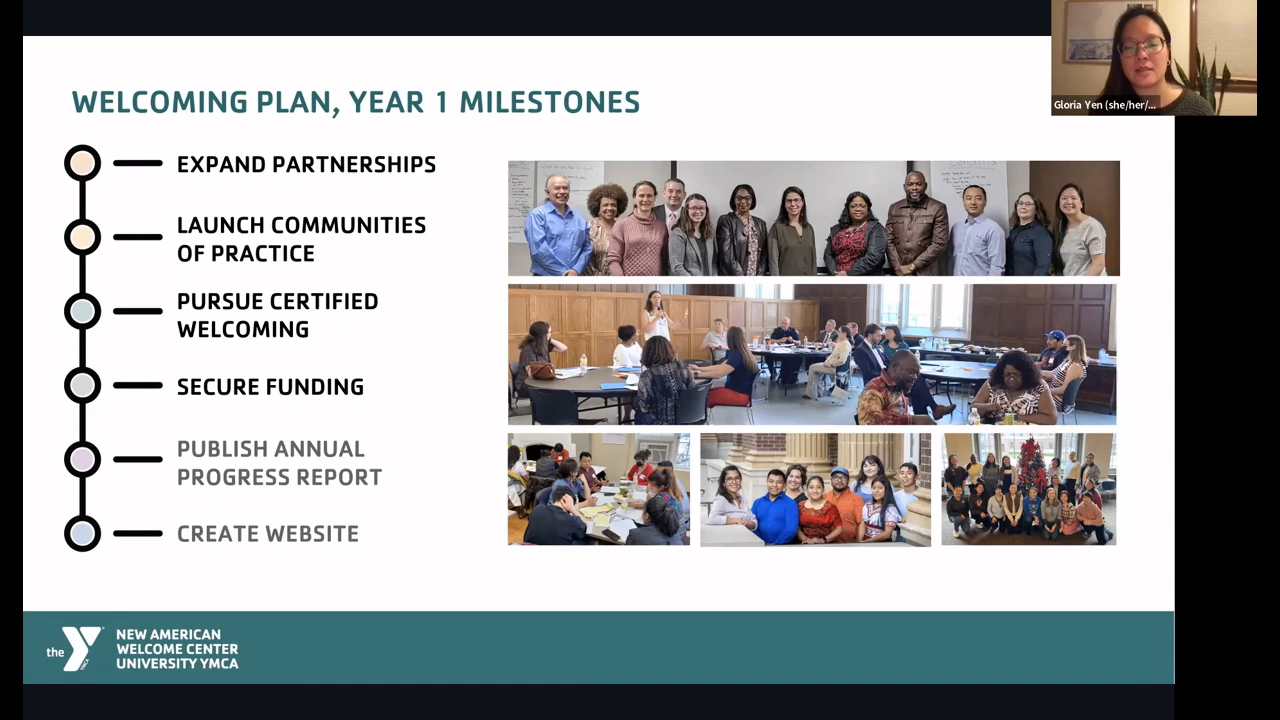 Gloria Yen (she/her/...
WELCOMING PLAN, YEAR 1 MILESTONES
EXPAND PARTNERSHIPS
LAUNCH COMMUNITIES
OF PRACTICE
PURSUE CERTIFIED
WELCOMING
SECURE FUNDING
PUBLISH ANNUAL
PROGRESS REPORT
CREATE WEBSITE
the
YMCA
NEW AMERICAN
WELCOME CENTER
UNIVERSITY YMCA